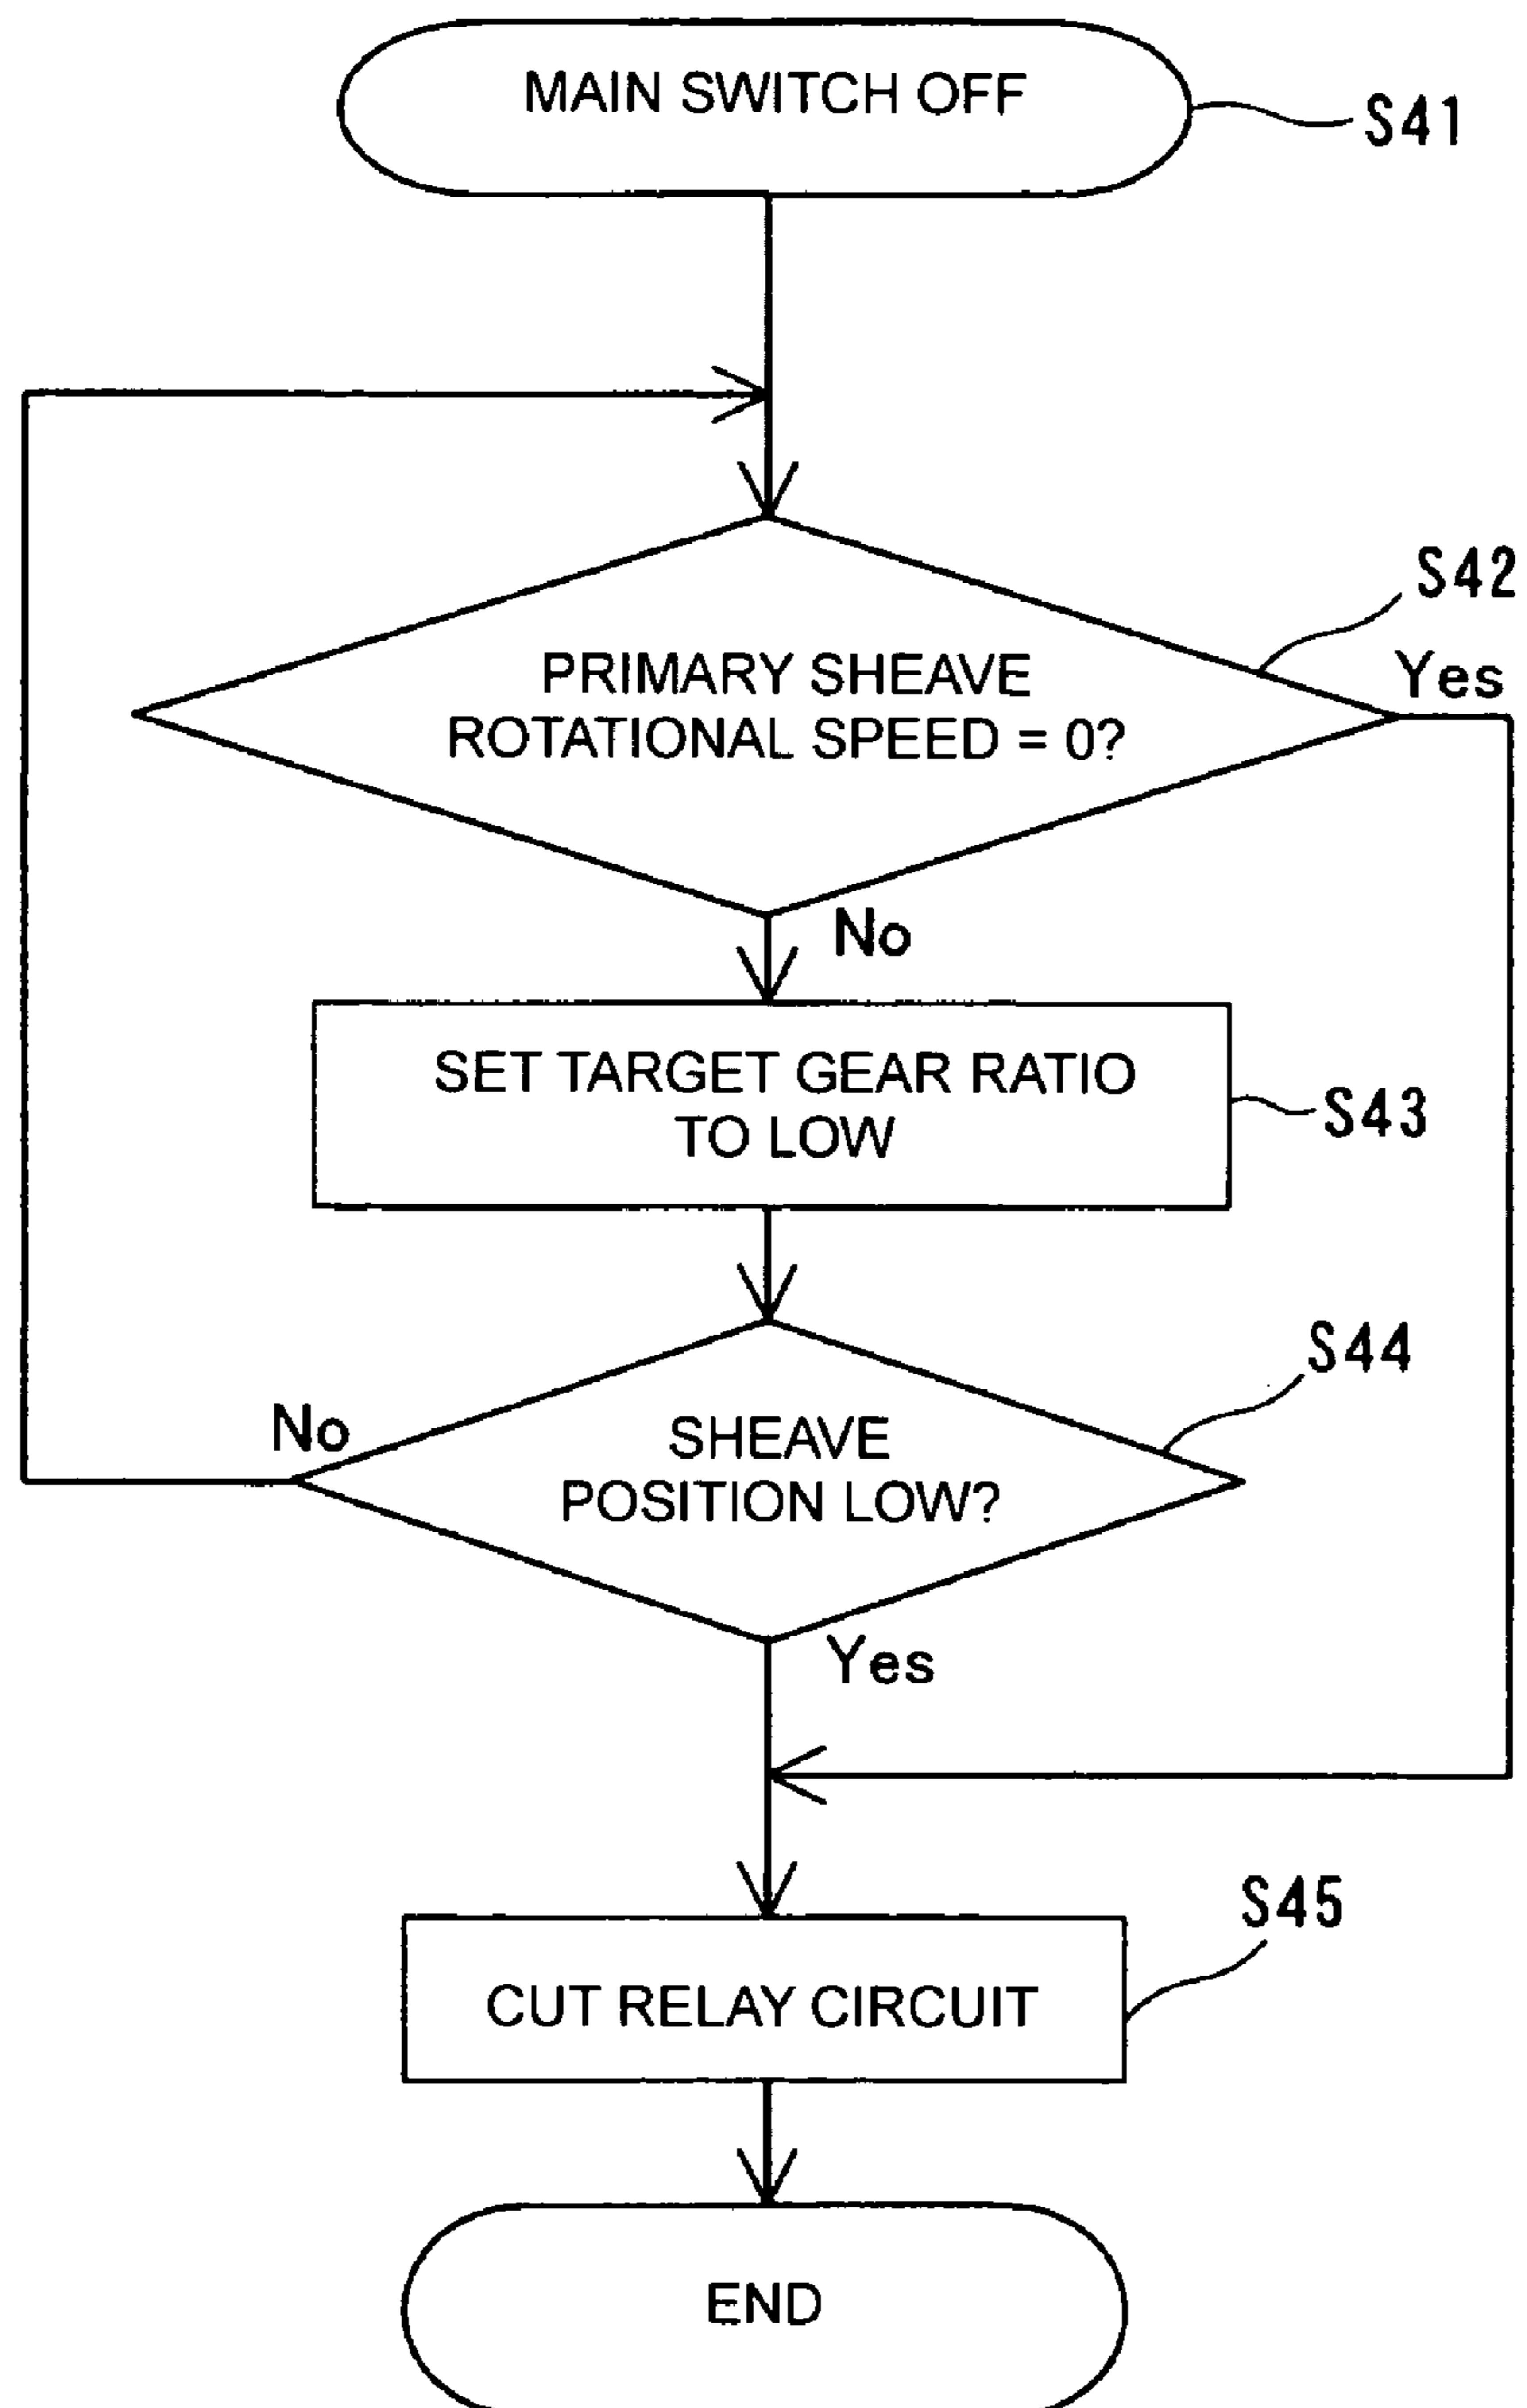 MAIN SWITCH OFF
S41
S42
PRIMARY SHEAVE
ROTATIONAL SPEED = 0?
Yes
No
SET TARGET GEAR RATIO
TO LOW
S43
S44
SHEAVE
POSITION LOW?
No
Yes
S45
CUT RELAY CIRCUIT
END